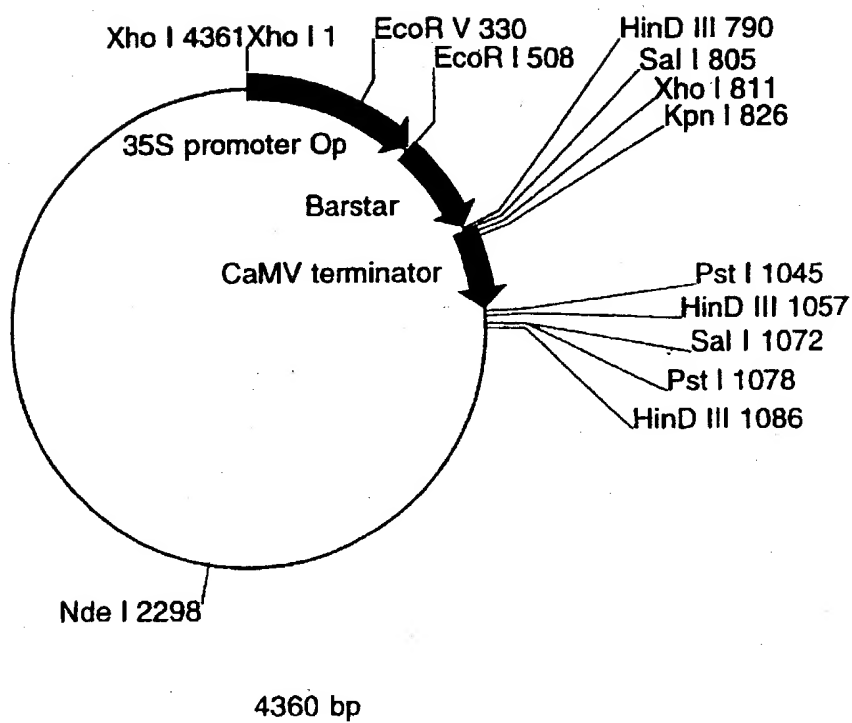 Xho I 4361 Xho I 1
EcoR V 330
EcoR I 508
HinD III 790
Sal I 805
Xho I 811
Kpn I 826
35S promoter Op
Barstar
CaMV terminator
Pst I 1045
HinD III 1057
Sal I 1072
Pst I 1078
HinD III 1086
Nde I 2298
4360 bp